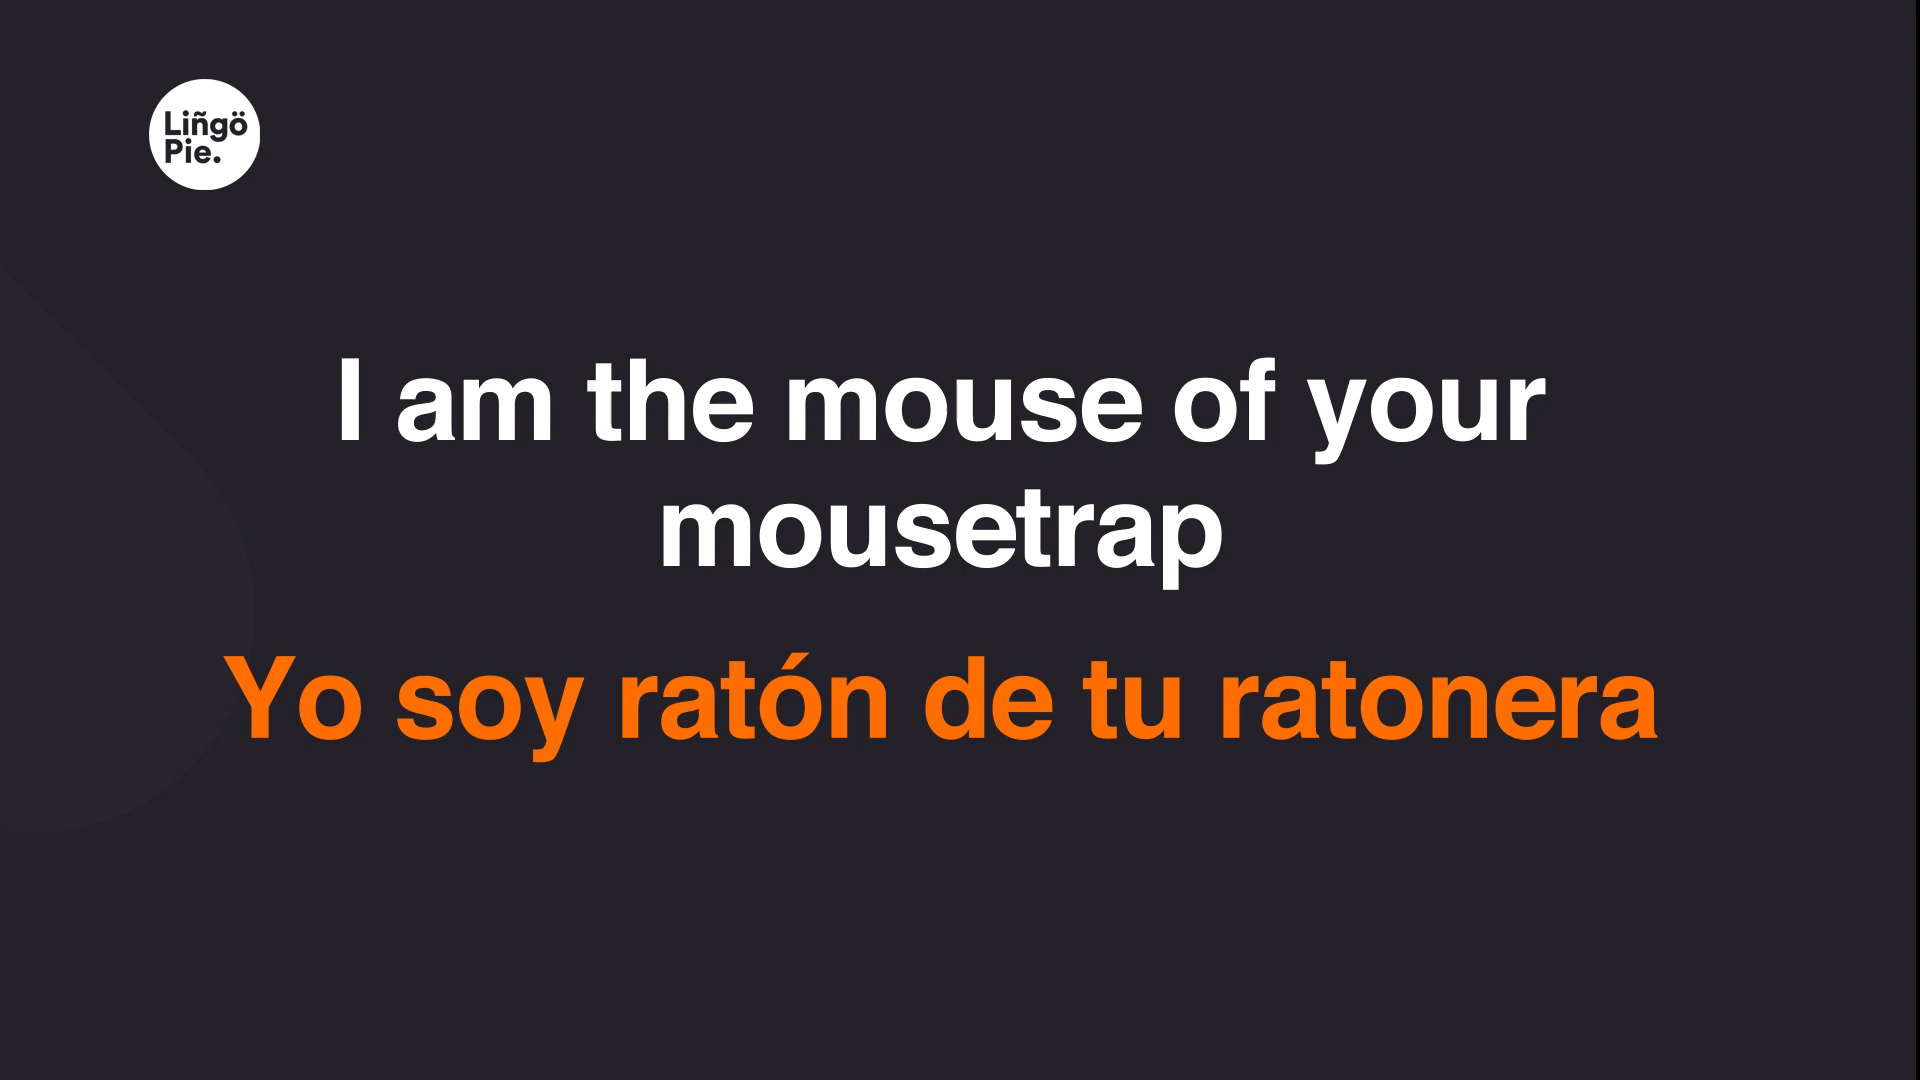 Liñgö
Pie.
I am the mouse of your
mousetrap
Yo soy ratón de tu ratonera